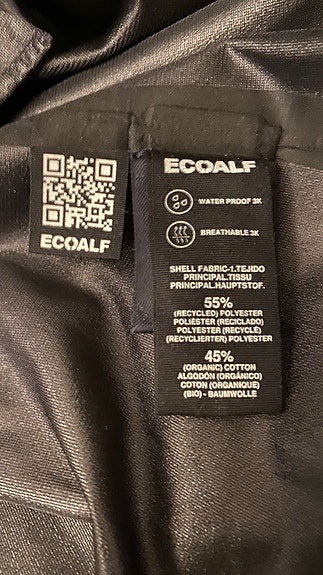 ECOALF
ECOALF
WATER PROOF 3K
BREATHABLE 3K
SHELL FABRIC-1.TEJIDO
PRINCIPAL.TISSU
PRINCIPAL.HAUPTSTOF.
55%
(RECYCLED) POLYESTER
POLIÉSTER (RECICLADO)
POLYESTER (RECYCLÉ)
(RECYCLIERTER) POLYESTER
45%
(ORGANIC) COTTON
ALGODÓN (ORGÁNICO)
COTON (ORGANIQUE)
(BIO) - BAUMWOLLE